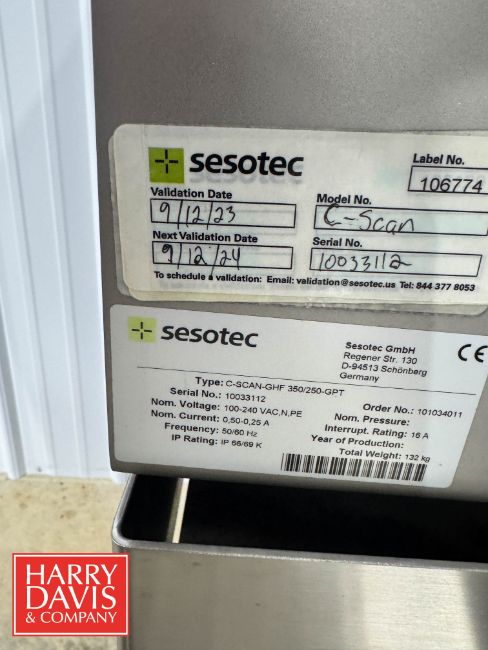 sesotec
Label No.
106774
Validation Date
9/12/23
Model No.
C-Scan
Next Validation Date
9/12/24
Serial No.
10033112
To schedule a validation: Email: validation@sesotec.us Tel: 844 377 8053
sesotec
Sesotec GmbH
Regener Str. 130
D-94513 Schönberg
Germany
CE
Type: C-SCAN-GHF 350/250-GPT
Serial No.: 10033112
Order No.: 101034011
Nom. Voltage: 100-240 VAC,N,PE
Nom. Pressure:
Nom. Current: 0,50-0,25 A
Interrupt. Rating: 16 A
Frequency: 50/60 Hz
Year of Production:
IP Rating: IP 66/69 K
Total Weight: 132 kg
HARRY
DAVIS
& COMPANY